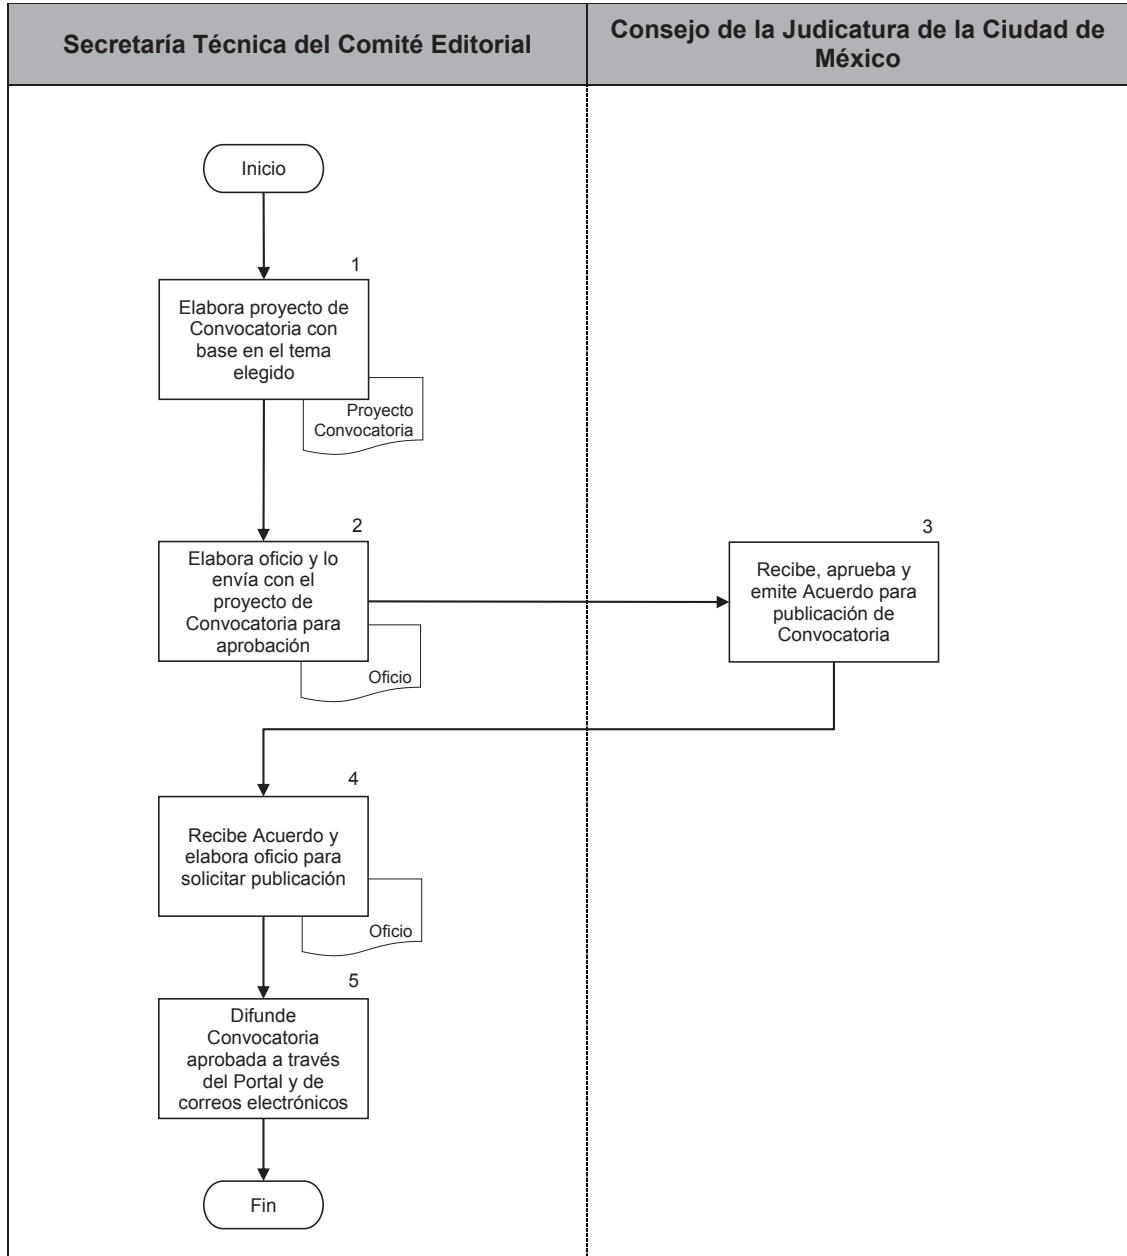 Secretaría Técnica del Comité Editorial
Consejo de la Judicatura de la Ciudad de
México
Inicio
1
Elabora proyecto de
Convocatoria con
base en el tema
elegido
Proyecto
Convocatoria
2
Elabora oficio y lo
envía con el
proyecto de
Convocatoria para
aprobación
Oficio
3
Recibe, aprueba y
emite Acuerdo para
publicación de
Convocatoria
4
Recibe Acuerdo y
elabora oficio para
solicitar publicación
Oficio
5
Difunde
Convocatoria
aprobada a través
del Portal y de
correos electrónicos
Fin